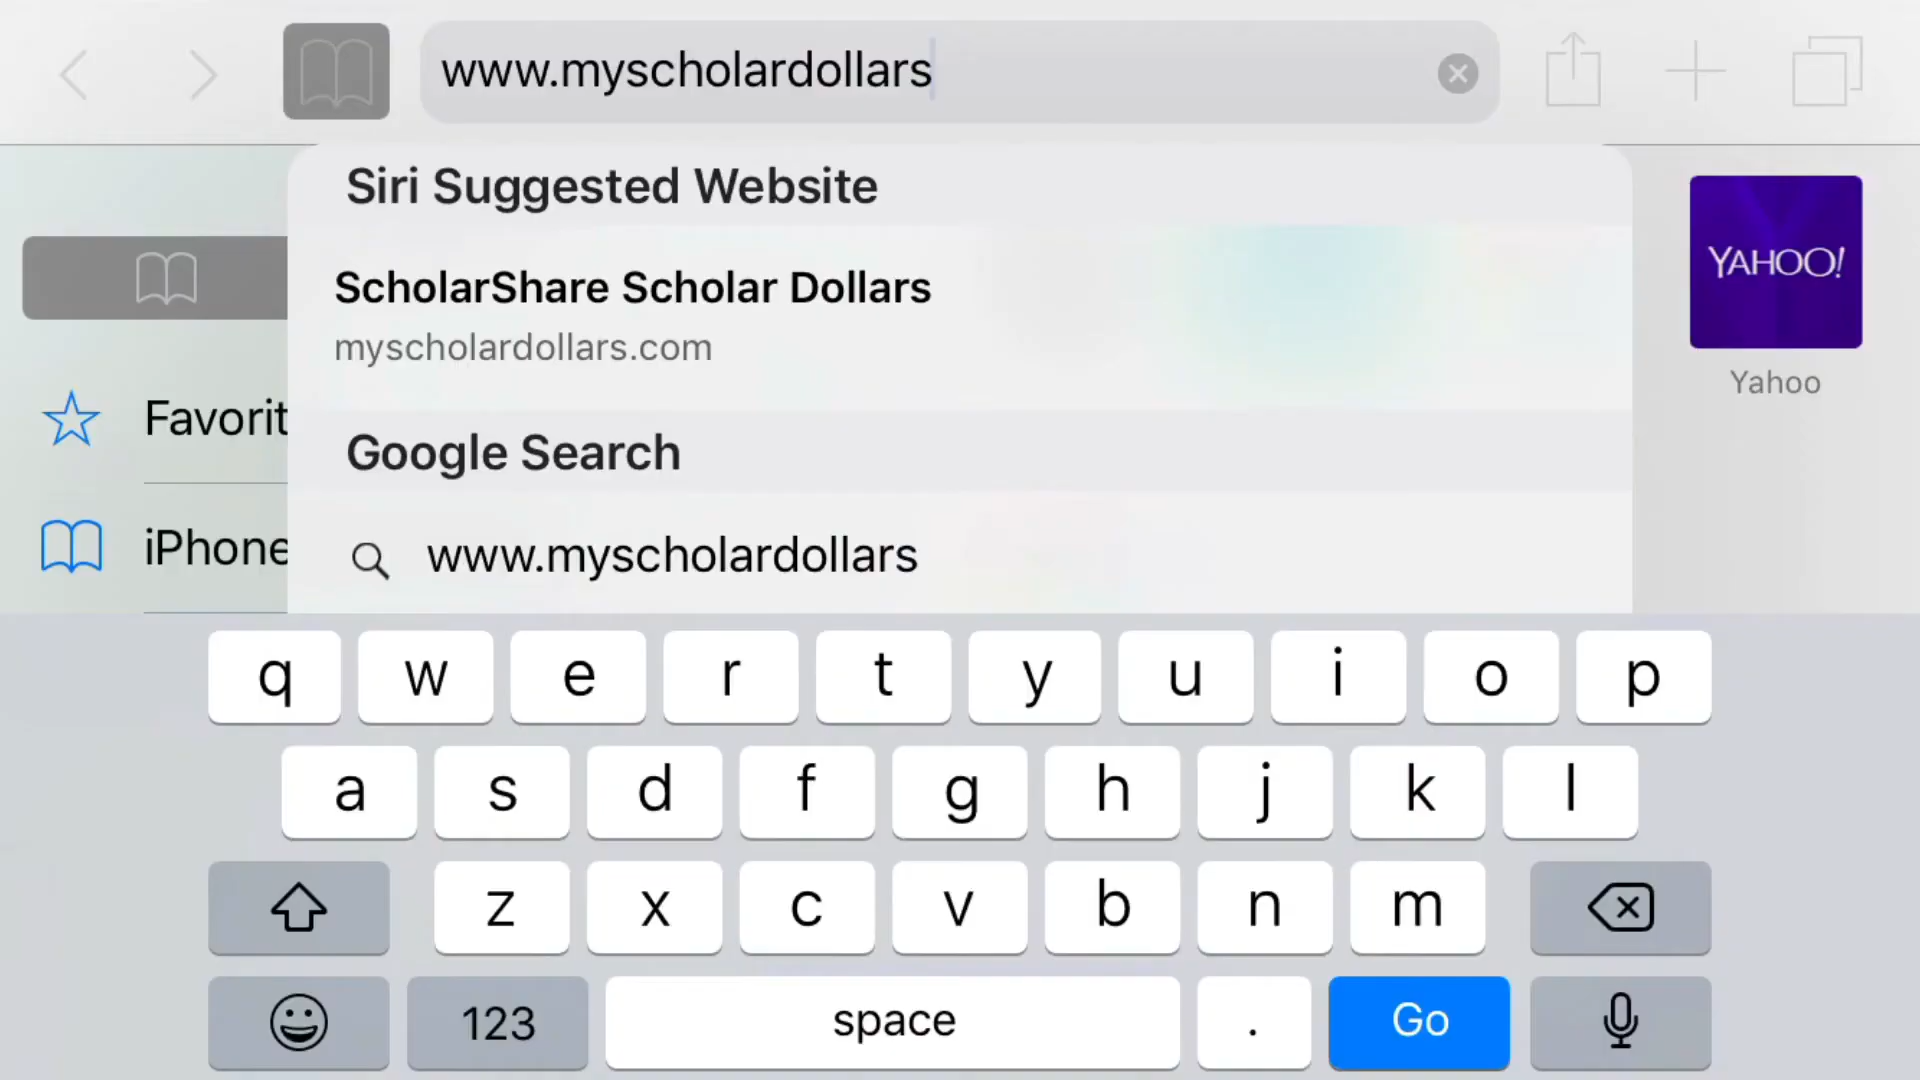 www.myscholardollars
Siri Suggested Website
ScholarShare Scholar Dollars
myscholardollars.com
Google Search
www.myscholardollars
YAHOO!
Yahoo
Favorit
iPhone
q w e r t y u i o p
a s d f g h j k l
z x c v b n m
123 space . Go